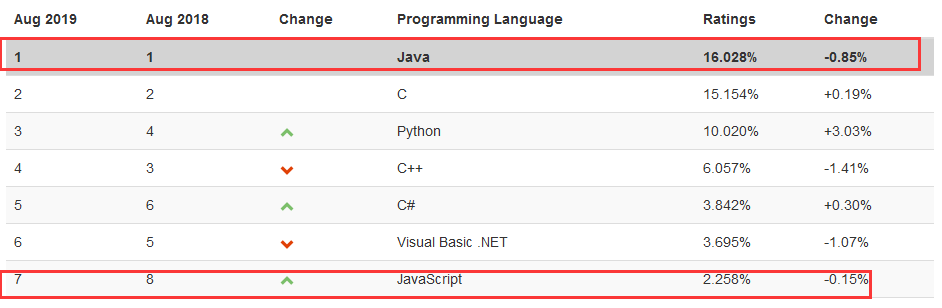 Aug 2019 Aug 2018 Change Programming Language Ratings Change
1 1 Java 16.028% -0.85%
2 2 C 15.154% +0.19%
3 4 Python 10.020% +3.03%
4 3 C++ 6.057% -1.41%
5 6 C# 3.842% +0.30%
6 5 Visual Basic .NET 3.695% -1.07%
7 8 JavaScript 2.258% -0.15%